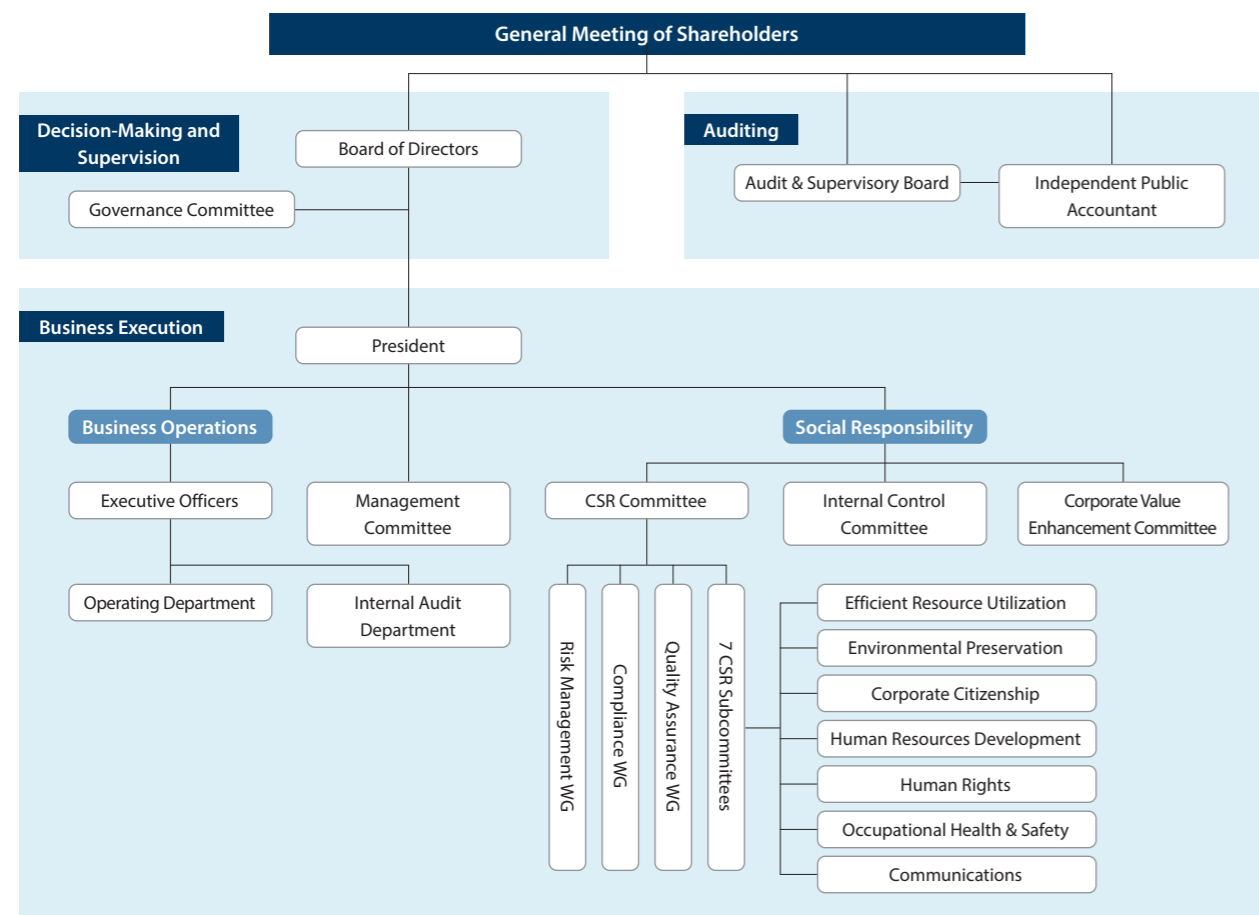 General Meeting of Shareholders
Decision-Making and
Supervision
Board of Directors
Governance Committee
Auditing
Audit & Supervisory Board
Independent Public
Accountant
Business Execution
President
Business Operations
Social Responsibility
Executive Officers
Management
Committee
CSR Committee
Internal Control
Committee
Corporate Value
Enhancement Committee
Operating Department
Internal Audit
Department
Risk Management WG
Compliance WG
Quality Assurance WG
7 CSR Subcommittees
Efficient Resource Utilization
Environmental Preservation
Corporate Citizenship
Human Resources Development
Human Rights
Occupational Health & Safety
Communications